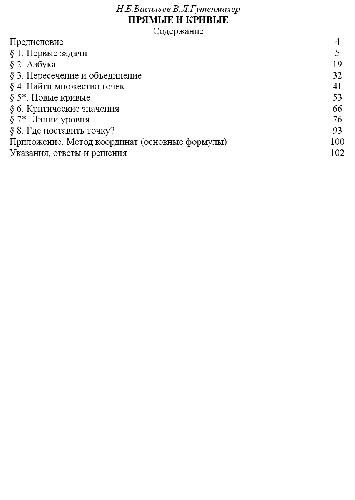 Н.Б.Васильев В.Л.Гутенмахер
ПРЯМЫЕ И КРИВЫЕ
Содержание
Предисловие 4
§ 1. Первые задачи 5
§ 2. Азбука 19
§ 3. Пересечение и объединение 32
§ 4. Найти множество точек 41
§ 5*. Новые кривые 53
§ 6. Критические значения 66
§ 7*. Линии уровня 76
§ 8. Где поставить точку? 93
Приложение. Метод координат (основные формулы) 100
Указания, ответы и решения 102